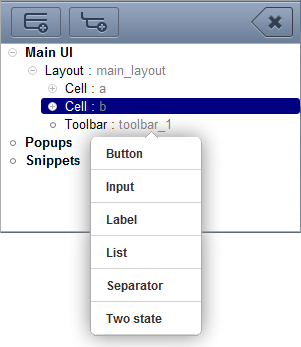 Main UI
Layout : main_layout
Cell : a
Cell : b
Toolbar : toolbar_1
Popups
Snippets
Button
Input
Label
List
Separator
Two state